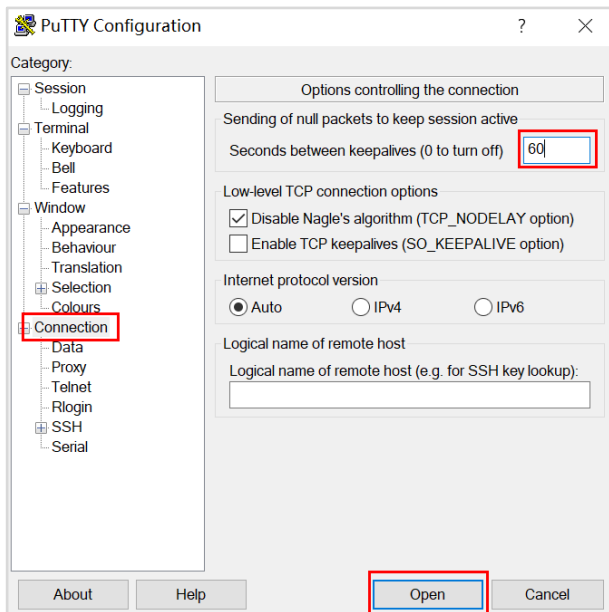 PuTTY Configuration
?
Category:
Session
Logging
Terminal
Keyboard
Bell
Features
Window
Appearance
Behaviour
Translation
Selection
Colours
Connection
Data
Proxy
Telnet
Rlogin
SSH
Serial
Options controlling the connection
Sending of null packets to keep session active
Seconds between keepalives (0 to turn off) 60
Low-level TCP connection options
Disable Nagle's algorithm (TCP_NODELAY option)
Enable TCP keepalives (SO_KEEPALIVE option)
Internet protocol version
Auto IPv4 IPv6
Logical name of remote host
Logical name of remote host (e.g. for SSH key lookup):
About Help Open Cancel